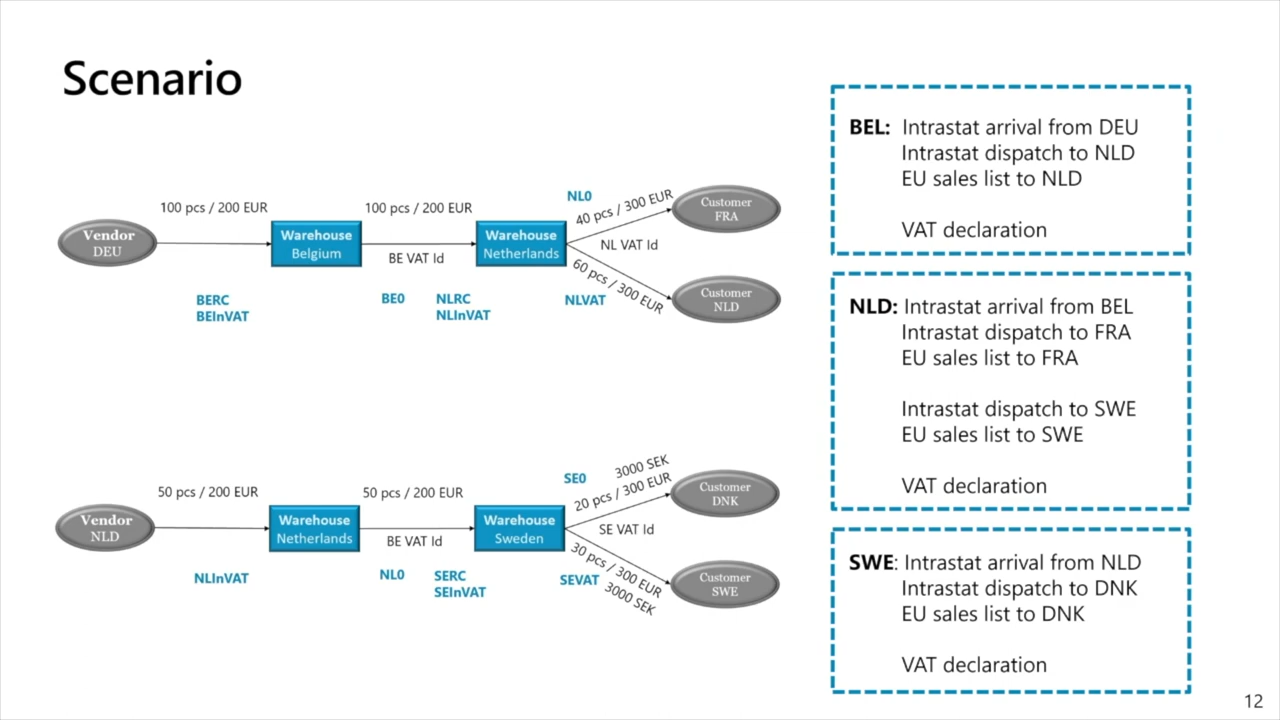 Scenario
100 pcs / 200 EUR
100 pcs / 200 EUR
NL0
40 pcs / 300 EUR
Customer
FRA
Vendor
DEU
Warehouse
Belgium
BE VAT Id
Warehouse
Netherlands
NL VAT Id
60 pcs / 300 EUR
Customer
NLD
BERC
BEInVAT
BE0
NLRC
NLInVAT
NLVAT
50 pcs / 200 EUR
50 pcs / 200 EUR
SE0
3000 SEK
20 pcs / 300 EUR
Customer
DNK
Vendor
NLD
Warehouse
Netherlands
BE VAT Id
Warehouse
Sweden
SE VAT Id
30 pcs / 300 EUR
3000 SEK
Customer
SWE
NLInVAT
NL0
SERC
SEInVAT
SEVAT
BEL: Intrastat arrival from DEU
Intrastat dispatch to NLD
EU sales list to NLD
VAT declaration
NLD: Intrastat arrival from BEL
Intrastat dispatch to FRA
EU sales list to FRA
Intrastat dispatch to SWE
EU sales list to SWE
VAT declaration
SWE: Intrastat arrival from NLD
Intrastat dispatch to DNK
EU sales list to DNK
VAT declaration
12